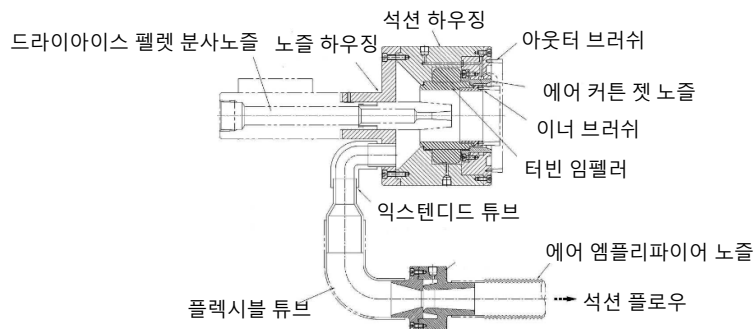 석션 하우징
드라이아이스 펠렛 분사노즐
노즐 하우징
아웃터 브러쉬
에어 커튼 젯 노즐
이너 브러쉬
터빈 임펠러
익스텐디드 튜브
에어 엠플리파이어 노즐
플렉시블 튜브
석션 플로우